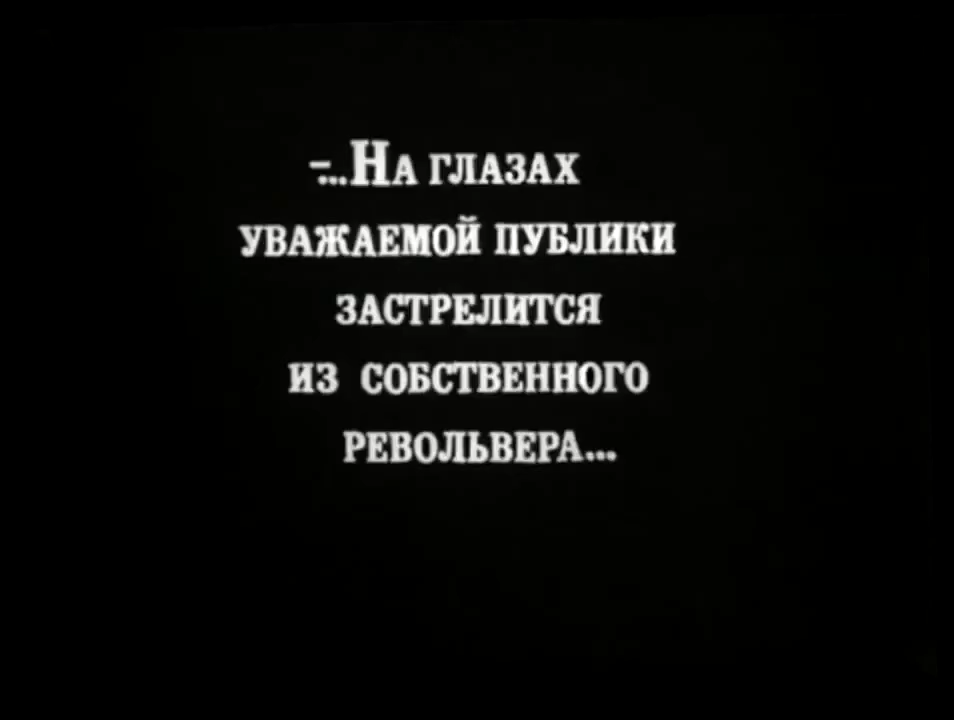 –...На глазах
уважаемой публики
застрелится
из собственного
револьвера...